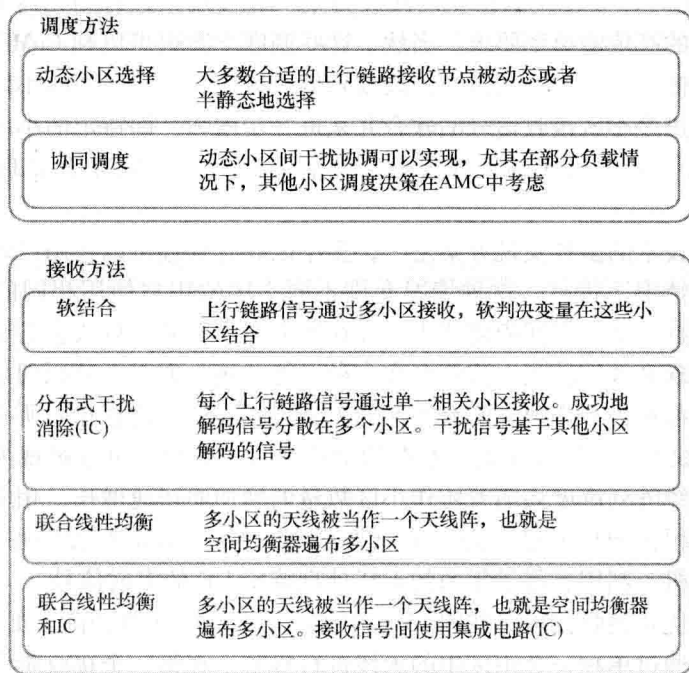 调度方法
动态小区选择
大多数合适的上行链路接收节点被动态或者
半静态地选择
协同调度
动态小区间干扰协调可以实现，尤其在部分负载情
况下，其他小区调度决策在AMC中考虑
接收方法
软结合
上行链路信号通过多小区接收，软判决变量在这些小
区结合
分布式干扰
消除(IC)
每个上行链路信号通过单一相关小区接收。成功地
解码信号分散在多个小区。干扰信号基于其他小区
解码的信号
联合线性均衡
多小区的天线被当作一个天线阵，也就是
空间均衡器遍布多小区
联合线性均衡
和IC
多小区的天线被当作一个天线阵，也就是空间均衡器
遍布多小区。接收信号间使用集成电路(IC)